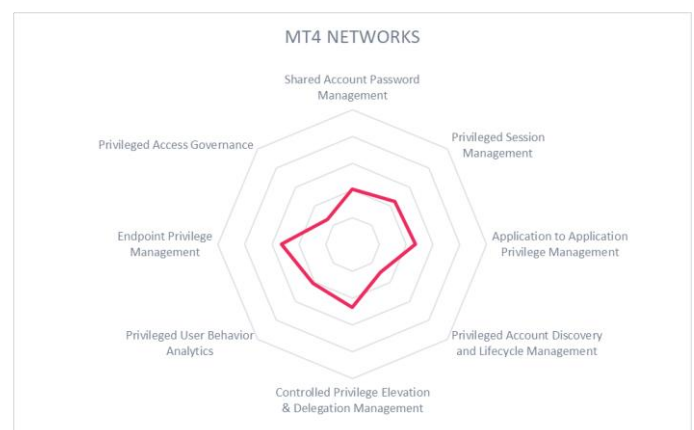 MT4 NETWORKS
Shared Account Password
Management
Privileged Access Governance
Privileged Session
Management
Endpoint Privilege
Management
Application to Application
Privilege Management
Privileged User Behavior
Analytics
Privileged Account Discovery
and Lifecycle Management
Controlled Privilege Elevation
& Delegation Management